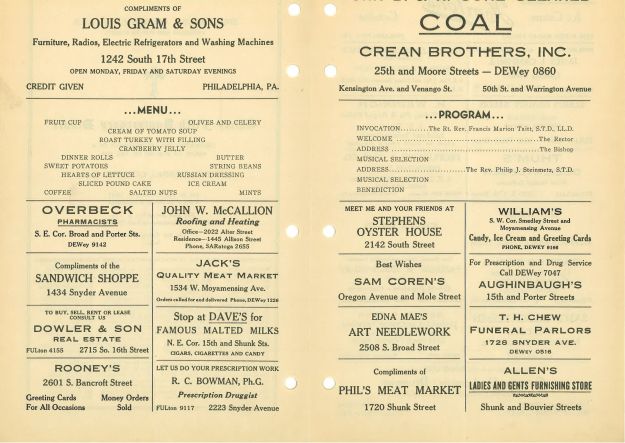 COMPLIMENTS OF
LOUIS GRAM & SONS
Furniture, Radios, Electric Refrigerators and Washing Machines
1242 South 17th Street
OPEN MONDAY, FRIDAY AND SATURDAY EVENINGS
CREDIT GIVEN PHILADELPHIA, PA.
...MENU...
FRUIT CUP OLIVES AND CELERY
CREAM OF TOMATO SOUP
ROAST TURKEY WITH FILLING
CRANBERRY JELLY
DINNER ROLLS BUTTER
SWEET POTATOES STRING BEANS
HEARTS OF LETTUCE RUSSIAN DRESSING
SLICED POUND CAKE ICE CREAM
COFFEE SALTED NUTS MINTS
OVERBECK
PHARMACISTS
S. E. Cor. Broad and Porter Sts.
DEWey 9142
JOHN W. McCALLION
Roofing and Heating
Office—2022 Alter Street
Residence—1445 Allison Street
Phone, SARatoga 2655
Compliments of the
SANDWICH SHOPPE
1434 Snyder Avenue
JACK'S
QUALITY MEAT MARKET
1534 W. Moyamensing Ave.
Orders called for and delivered Phone, DEWey 1226
TO BUY, SELL, RENT OR LEASE
CONSULT US
DOWLER & SON
REAL ESTATE
FULton 4155 2715 So. 16th Street
Stop at DAVE'S for
FAMOUS MALTED MILKS
N. E. Cor. 15th and Shunk Sts.
CIGARS, CIGARETTES AND CANDY
ROONEY'S
2601 S. Bancroft Street
Greeting Cards Money Orders
For All Occasions Sold
LET US DO YOUR PRESCRIPTION WORK
R. C. BOWMAN, Ph.G.
Prescription Druggist
FULton 9117 2223 Snyder Avenue
COAL
CREAN BROTHERS, INC.
25th and Moore Streets — DEWey 0860
Kensington Ave. and Venango St. 50th St. and Warrington Avenue
...PROGRAM...
INVOCATION..........The Rt. Rev. Francis Marion Taitt, S.T.D., LL.D.
WELCOME ..........The Rector
ADDRESS ..........The Bishop
MUSICAL SELECTION
ADDRESS..........The Rev. Philip J. Steinmetz, S.T.D.
MUSICAL SELECTION
BENEDICTION
MEET ME AND YOUR FRIENDS AT
STEPHENS
OYSTER HOUSE
2142 South Street
WILLIAM'S
S. W. Cor. Smedley Street and
Moyamensing Avenue
Candy, Ice Cream and Greeting Cards
PHONE, DEWEY
Best Wishes
SAM COREN'S
Oregon Avenue and Mole Street
For Prescription and Drug Service
Call DEWey 7047
AUGHINBAUGH'S
15th and Porter Streets
EDNA MAE'S
ART NEEDLEWORK
2508 S. Broad Street
T. H. CHEW
FUNERAL PARLORS
1728 SNYDER AVE.
DEWEY 0516
Compliments of
PHIL'S MEAT MARKET
1720 Shunk Street
ALLEN'S
LADIES AND GENTS FURNISHING STORE
Shunk and Bouvier Streets